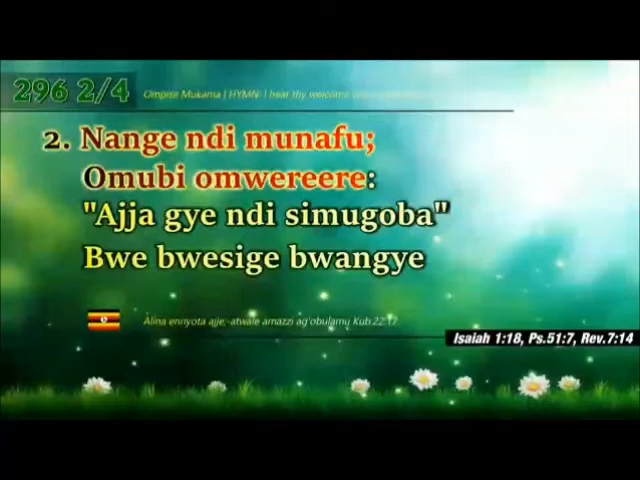 296 2/4
Ompise Mukama | HYMN: I hear thy welcome
2. Nange ndi munafu;
Omubi omwereere:
"Ajja gye ndi simugoba"
Bwe bwesige bwangye
Alina ennyota ajje;-atwale amazzi ag'obulamu Kub.22:17
Isaiah 1:18, Ps.51:7, Rev.7:14